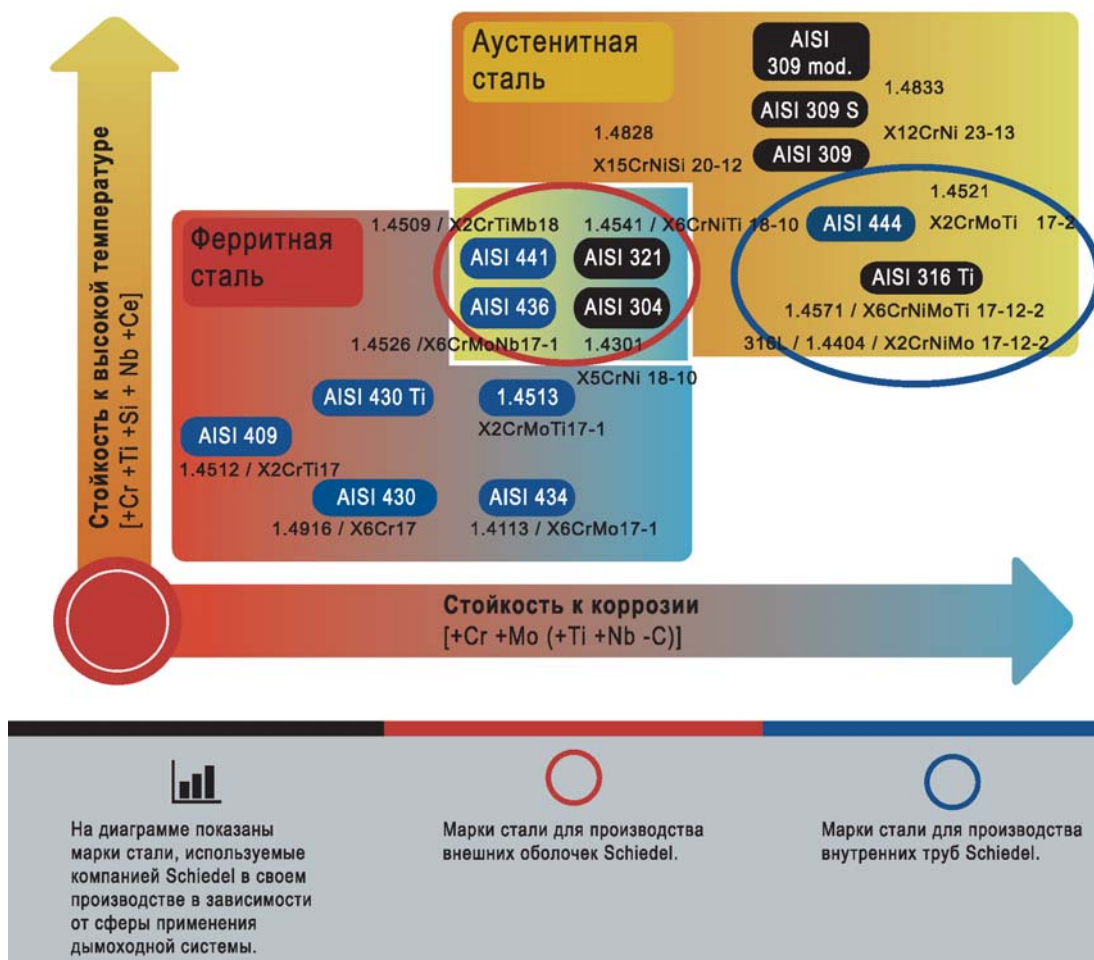 Стойкость к высокой температуре
[+Cr +Ti +Si + Nb +Ce]
Аустенитная
сталь
AISI
309 mod.
1.4833
AISI 309 S
X12CrNi 23-13
1.4828
AISI 309
X15CrNiSi 20-12
1.4521
AISI 444
X2CrMoTi 17-2
AISI 316 Ti
1.4571 / X6CrNiMoTi 17-12-2
316L / 1.4404 / X2CrNiMo 17-12-2
Ферритная
сталь
1.4509 / X2CrTiMb18
1.4541 / X6CrNiTi 18-10
AISI 441
AISI 321
AISI 436
AISI 304
1.4526 /X6CrMoNb17-1
1.4301
X5CrNi 18-10
AISI 430 Ti
1.4513
X2CrMoTi17-1
AISI 409
1.4512 / X2CrTi17
AISI 430
AISI 434
1.4916 / X6Cr17
1.4113 / X6CrMo17-1
Стойкость к коррозии
[+Cr +Mo (+Ti +Nb -C)]
На диаграмме показаны
марки стали, используемые
компанией Schiedel в своем
производстве в зависимости
от сферы применения
дымоходной системы.
Марки стали для производства
внешних оболочек Schiedel.
Марки стали для производства
внутренних труб Schiedel.